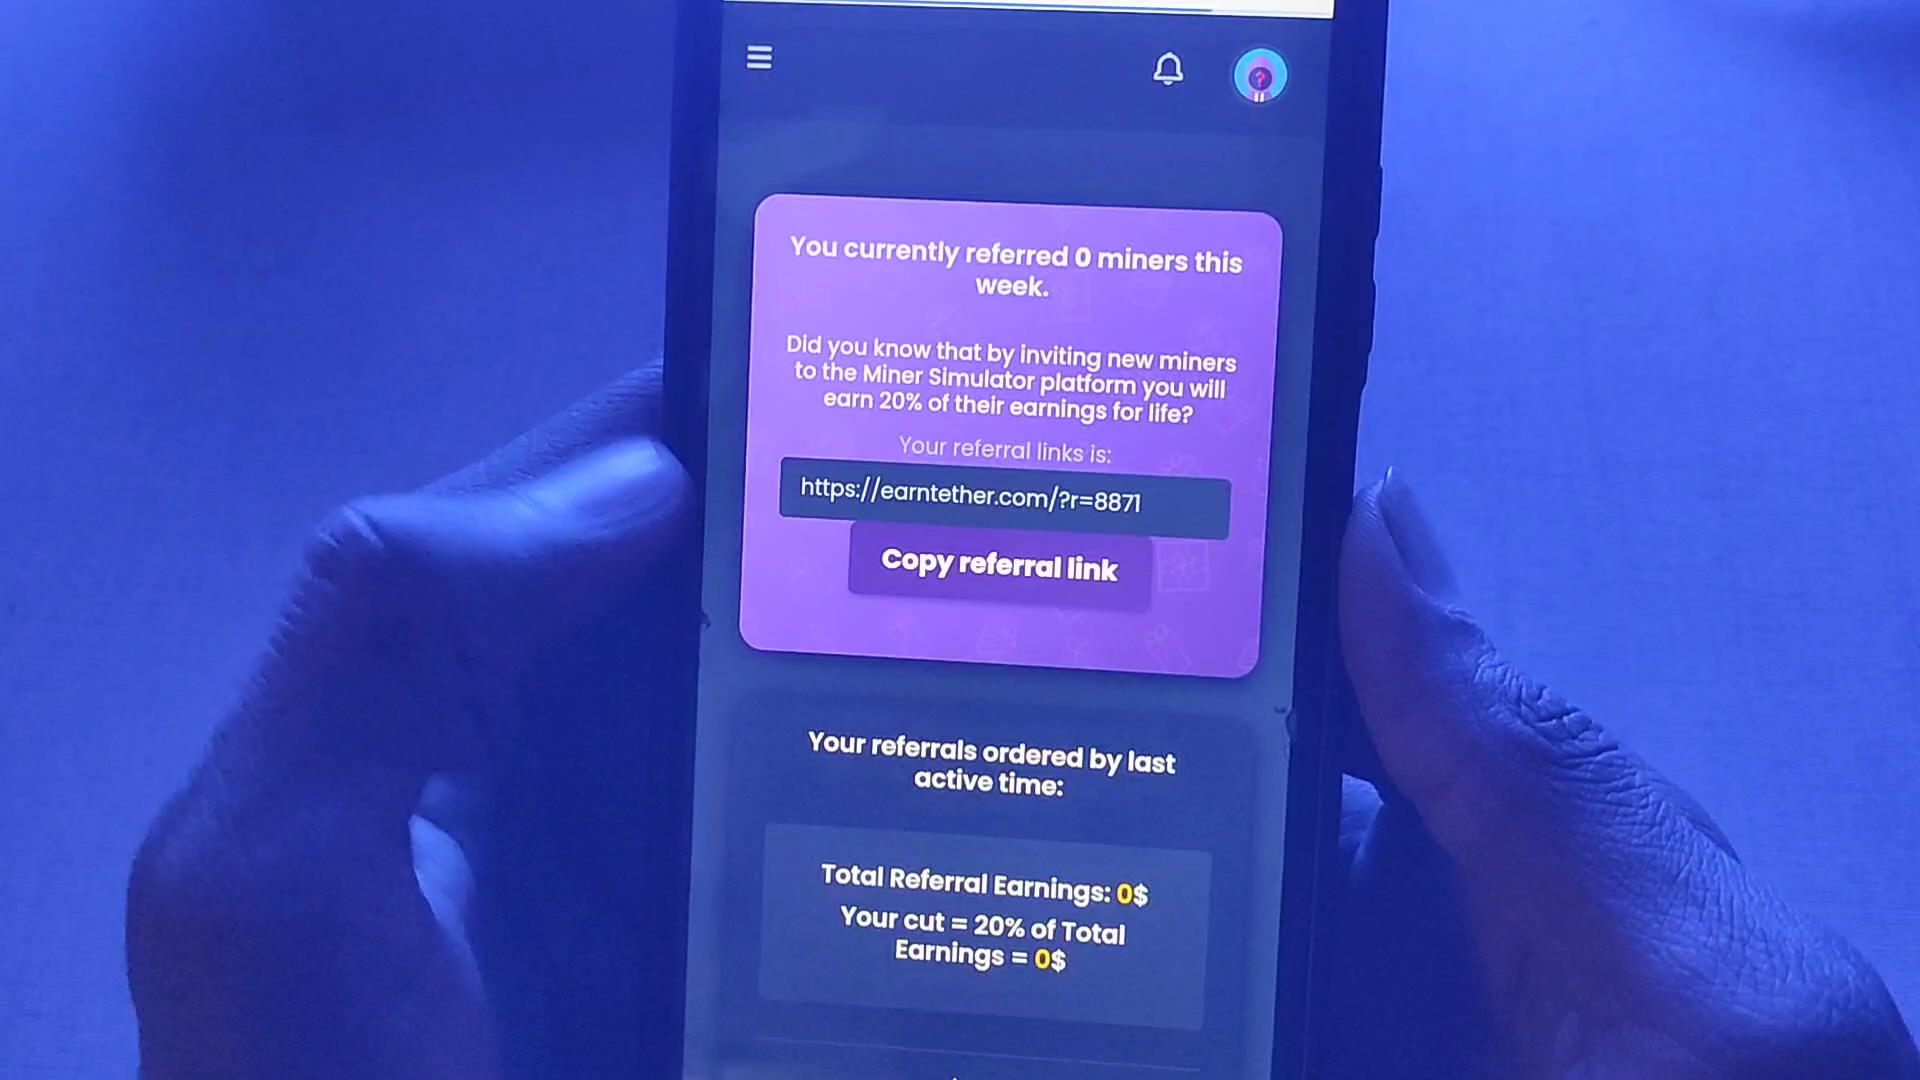 You currently referred 0 miners this
week.
Did you know that by inviting new miners
to the Miner Simulator platform you will
earn 20% of their earnings for life?
Your referral links is:
https://earntether.com/?r=8871
Copy referral link
Your referrals ordered by last
active time:
Total Referral Earnings: 0$
Your cut = 20% of Total
Earnings = 0$